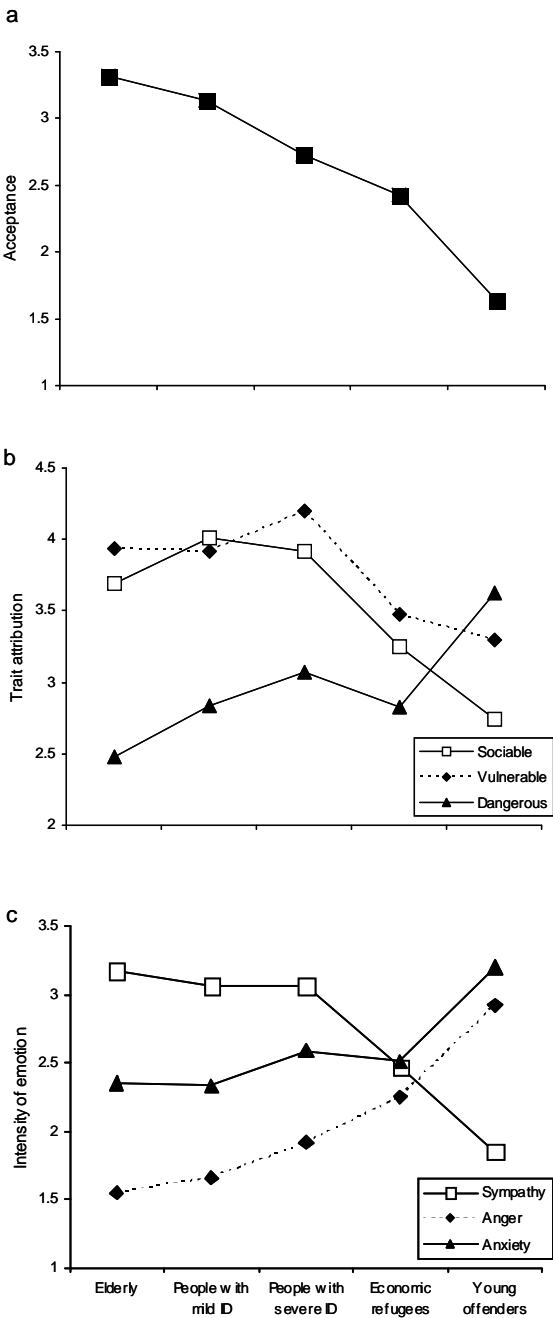 a
3.5
3
2.5
2
1.5
1
Acceptance
b
4.5
4
3.5
3
2.5
2
Trait attribution
Sociable
Vulnerable
Dangerous
c
3.5
3
2.5
2
1.5
1
Intensity of emotion
Sympathy
Anger
Anxiety
Elderly People with People with Economic Young
mild ID severe ID refugees offenders